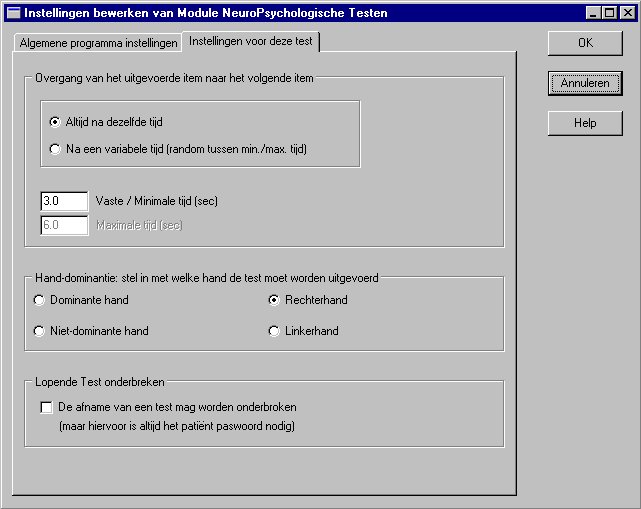 Instellingen bewerken van Module NeuroPsychologische Testen
Algemene programma instellingen
Instellingen voor deze test
OK
Annuleren
Help
Overgang van het uitgevoerde item naar het volgende item
Altijd na dezelfde tijd
Na een variabele tijd (random tussen min./max. tijd)
3.0 Vaste / Minimale tijd (sec)
6.0 Maximale tijd (sec)
Hand-dominantie: stel in met welke hand de test moet worden uitgevoerd
Dominante hand
Rechterhand
Niet-dominante hand
Linkerhand
Lopende Test onderbreken
De afname van een test mag worden onderbroken
(maar hiervoor is altijd het patiënt paswoord nodig)